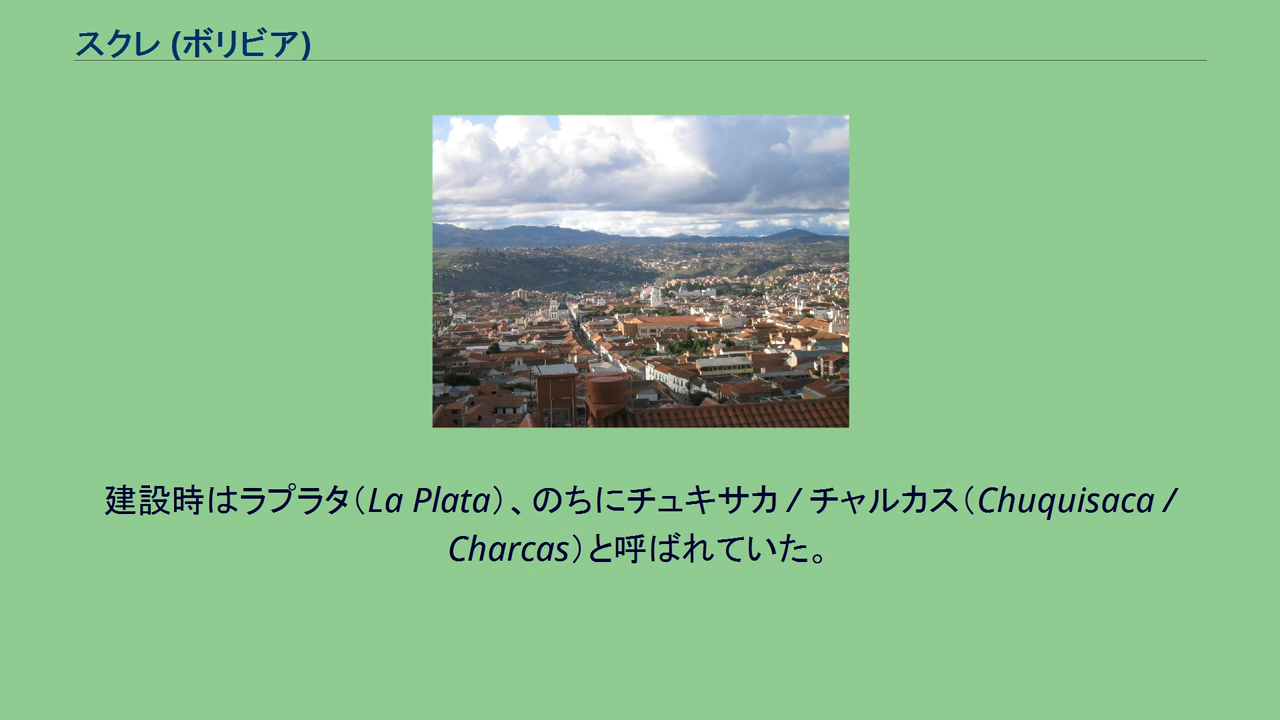 スクレ (ボリビア)
建設時はラプラタ（La Plata）、のちにチュキサカ / チャルカス（Chuquisaca /
Charcas）と呼ばれていた。